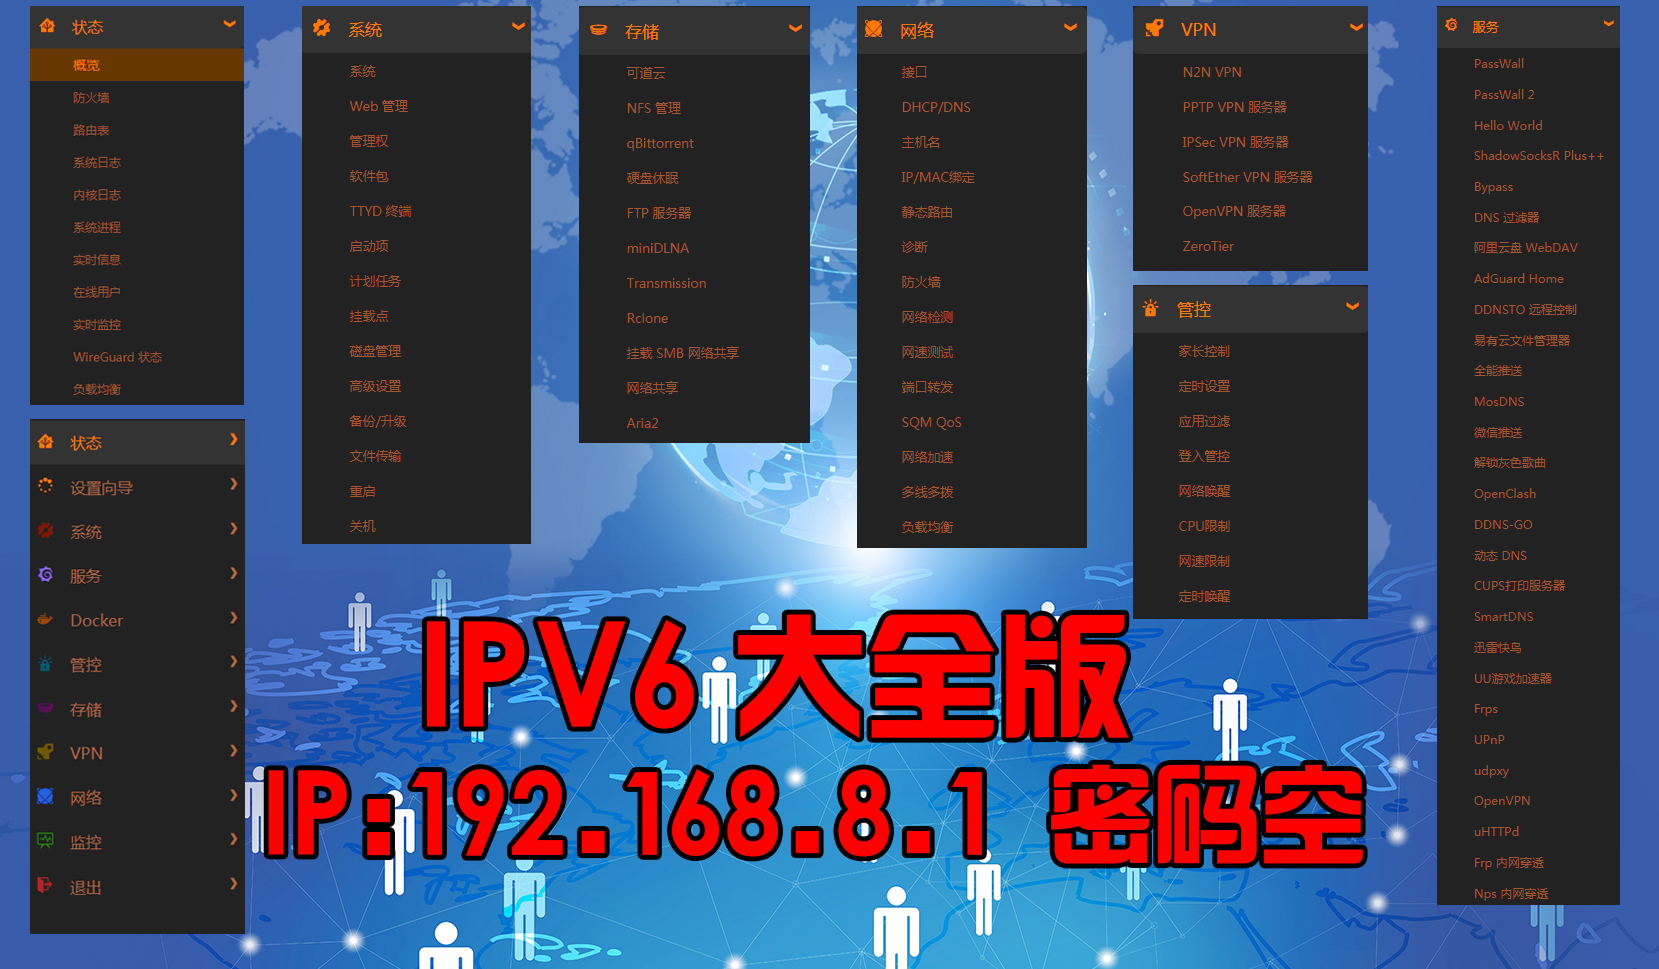 状态
概览
防火墙
路由表
系统日志
内核日志
系统进程
实时信息
在线用户
实时监控
WireGuard 状态
负载均衡
状态
设置向导
系统
服务
Docker
管控
存储
VPN
网络
监控
退出
系统
系统
Web 管理
管理权
软件包
TTYD 终端
启动项
计划任务
挂载点
磁盘管理
高级设置
备份/升级
文件传输
重启
关机
存储
可道云
NFS 管理
qBittorrent
硬盘休眠
FTP 服务器
miniDLNA
Transmission
Rclone
挂载 SMB 网络共享
网络共享
Aria2
网络
接口
DHCP/DNS
主机名
IP/MAC绑定
静态路由
诊断
防火墙
网络检测
网速测试
端口转发
SQM QoS
网络加速
多线多拨
负载均衡
VPN
N2N VPN
PPTP VPN 服务器
IPSec VPN 服务器
SoftEther VPN 服务器
OpenVPN 服务器
ZeroTier
管控
家长控制
定时设置
应用过滤
登入管控
网络唤醒
CPU限制
网速限制
定时唤醒
服务
PassWall
PassWall 2
Hello World
ShadowSocksR Plus++
Bypass
DNS 过滤器
阿里云盘 WebDAV
AdGuard Home
DDNSTO 远程控制
易有云文件管理器
全能推送
MosDNS
微信推送
解锁灰色歌曲
OpenClash
DDNS-GO
动态 DNS
CUPS打印服务器
SmartDNS
迅雷快鸟
UU游戏加速器
Frps
UPnP
udpxy
OpenVPN
uHTTPd
Frp 内网穿透
Nps 内网穿透
IPV6 大全版
IP:192.168.8.1 密码空